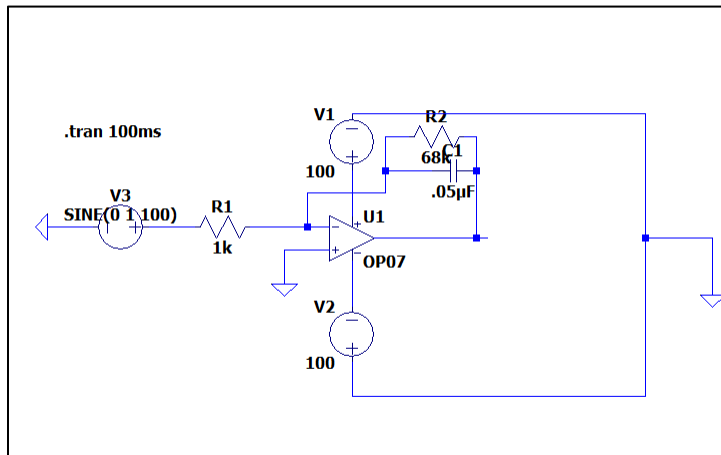 V1
R2
.tran 100ms
68k
C1
100
.05µF
V3
SINE(0 1 100)
R1
1k
U1
OP07
V2
100